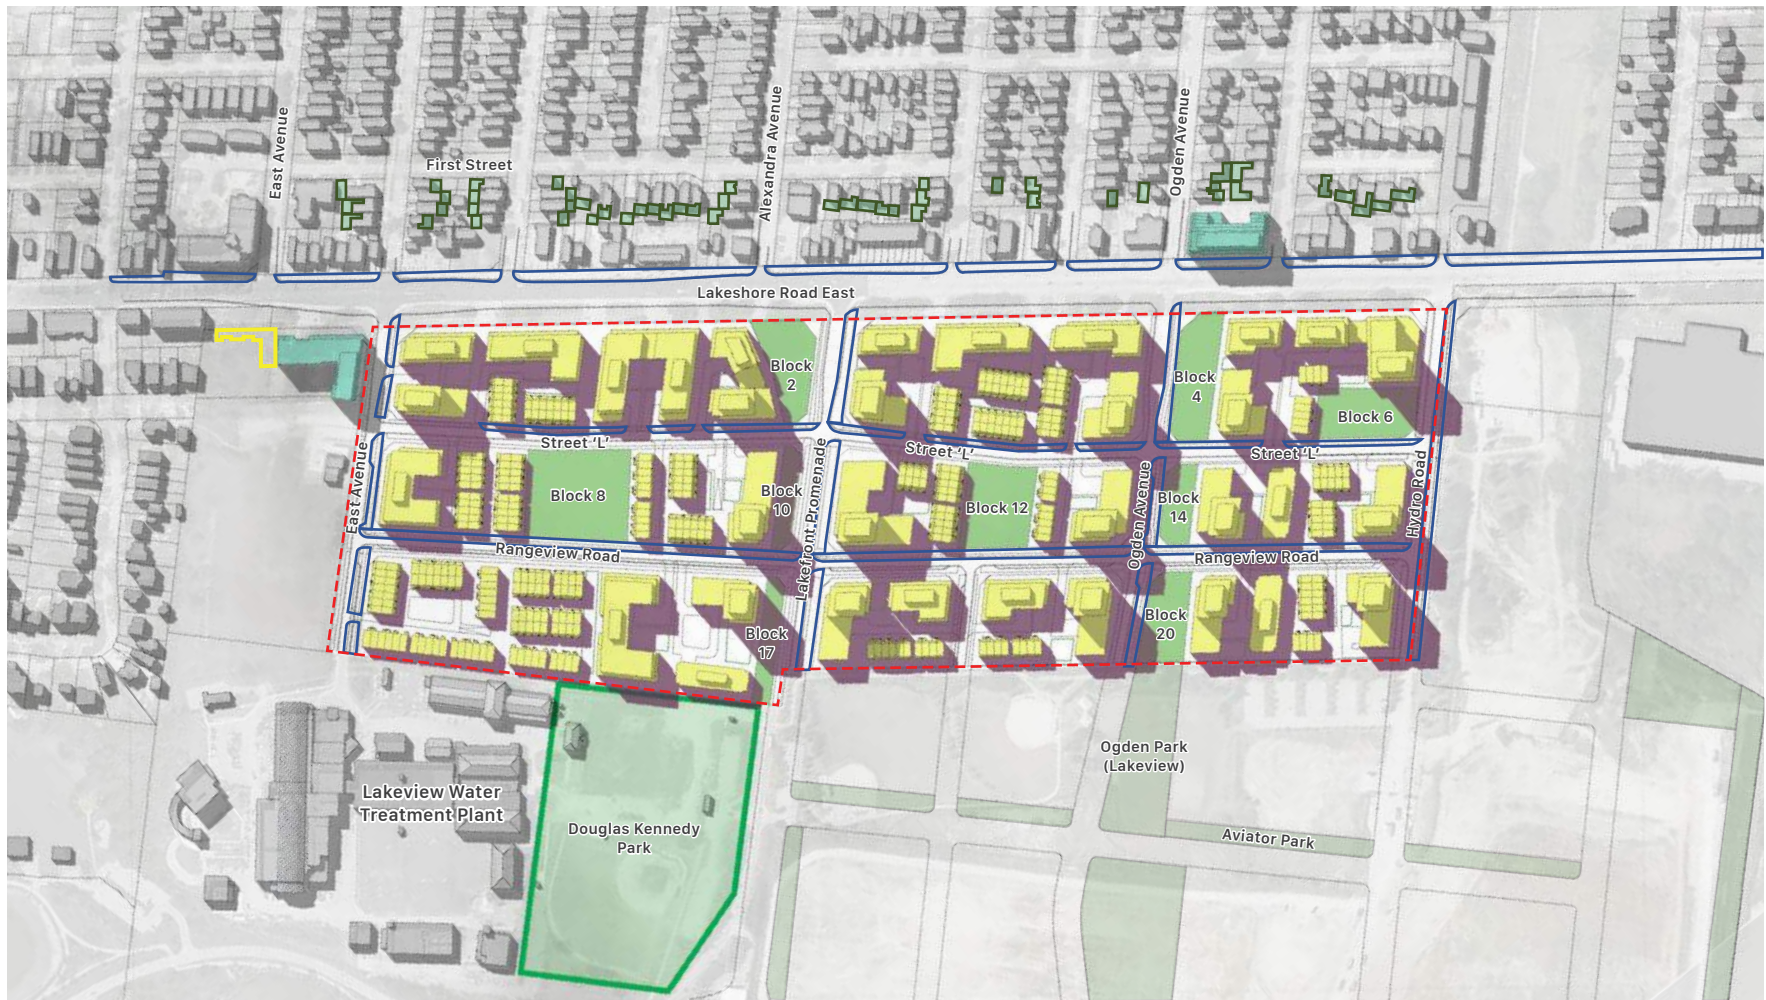 East Avenue
First Street
Alexandra Avenue
Ogden Avenue
Lakeshore Road East
Block
2
Block
4
Block 6
Street ‘L’
Street ‘L’
Street ‘L’
East Avenue
Block 8
Block
10
Lakefront Promenade
Block 12
Ogden Avenue
Block
14
Hydro Road
Rangeview Road
Rangeview Road
Block
17
Block
20
Ogden Park
(Lakeview)
Lakeview Water
Treatment Plant
Douglas Kennedy
Park
Aviator Park